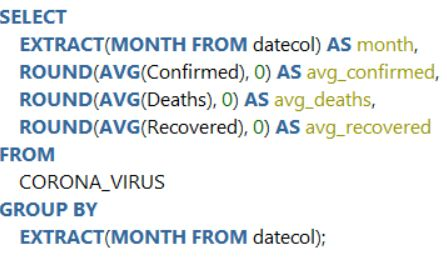 SELECT
EXTRACT(MONTH FROM datecol) AS month,
ROUND(AVG(Confirmed), 0) AS avg_confirmed,
ROUND(AVG(Deaths), 0) AS avg_deaths,
ROUND(AVG(Recovered), 0) AS avg_recovered
FROM
CORONA_VIRUS
GROUP BY
EXTRACT(MONTH FROM datecol);